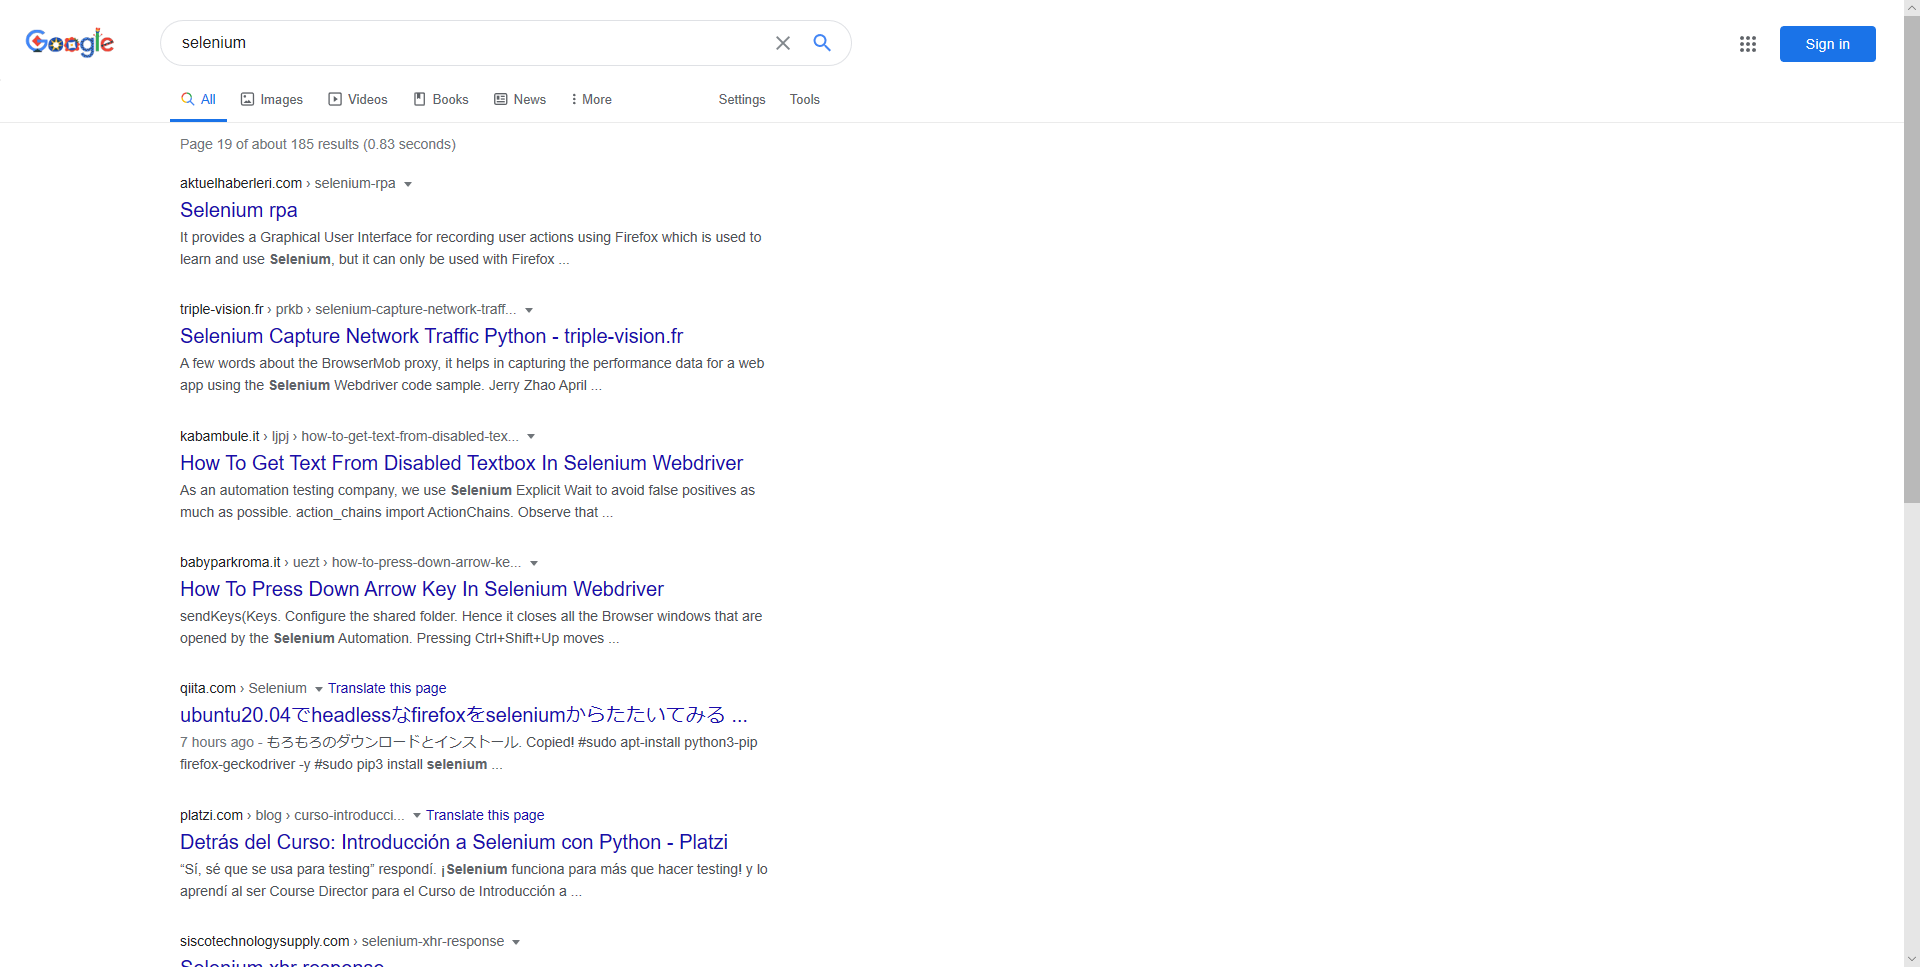 Google
selenium
Sign in
All Images Videos Books News More Settings Tools
Page 19 of about 185 results (0.83 seconds)
aktuelhaberleri.com › selenium-rpa
Selenium rpa
It provides a Graphical User Interface for recording user actions using Firefox which is used to
learn and use Selenium, but it can only be used with Firefox ...
triple-vision.fr › prkb › selenium-capture-network-traff...
Selenium Capture Network Traffic Python - triple-vision.fr
A few words about the BrowserMob proxy, it helps in capturing the performance data for a web
app using the Selenium Webdriver code sample. Jerry Zhao April ...
kabambule.it › ljpj › how-to-get-text-from-disabled-tex...
How To Get Text From Disabled Textbox In Selenium Webdriver
As an automation testing company, we use Selenium Explicit Wait to avoid false positives as
much as possible. action_chains import ActionChains. Observe that ...
babyparkroma.it › uezt › how-to-press-down-arrow-ke...
How To Press Down Arrow Key In Selenium Webdriver
sendKeys(Keys. Configure the shared folder. Hence it closes all the Browser windows that are
opened by the Selenium Automation. Pressing Ctrl+Shift+Up moves ...
qiita.com › Selenium Translate this page
ubuntu20.04でheadlessなfirefoxをseleniumからたたいてみる ...
7 hours ago - もろもろのダウンロードとインストール. Copied! #sudo apt-install python3-pip
firefox-geckodriver -y #sudo pip3 install selenium ...
platzi.com › blog › curso-introducci... Translate this page
Detrás del Curso: Introducción a Selenium con Python - Platzi
“Sí, sé que se usa para testing” respondí. ¡Selenium funciona para más que hacer testing! y lo
aprendí al ser Course Director para el Curso de Introducción a ...
siscotechnologysupply.com › selenium-xhr-response
Selenium xhr response